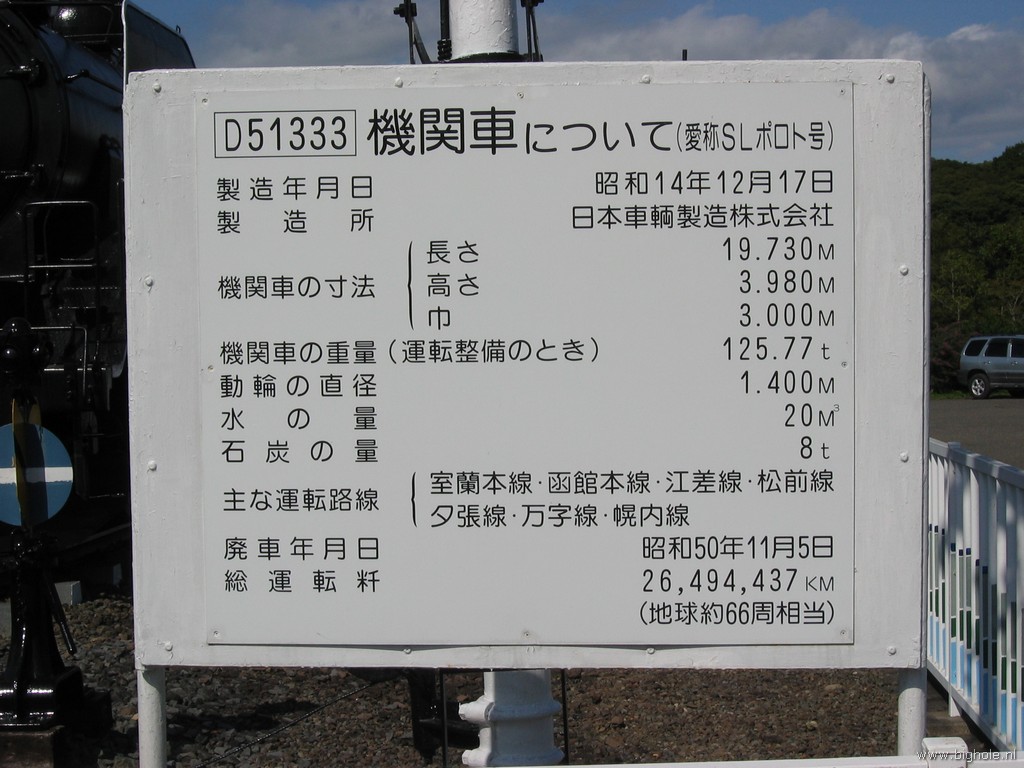 D51333 機関車について(愛称SLポロト号)
製造年月日 昭和14年12月17日
製造所 日本車輌製造株式会社
機関車の寸法 長さ 19.730M
高さ 3.980M
巾 3.000M
機関車の重量(運転整備のとき) 125.77t
動輪の直径 1.400M
水の量 20M³
石炭の量 8t
主な運転路線 室蘭本線·函館本線·江差線·松前線
夕張線·万字線·幌内線
廃車年月日 昭和50年11月5日
総運転粁 26,494,437KM
(地球約66周相当)
www.bighole.nl